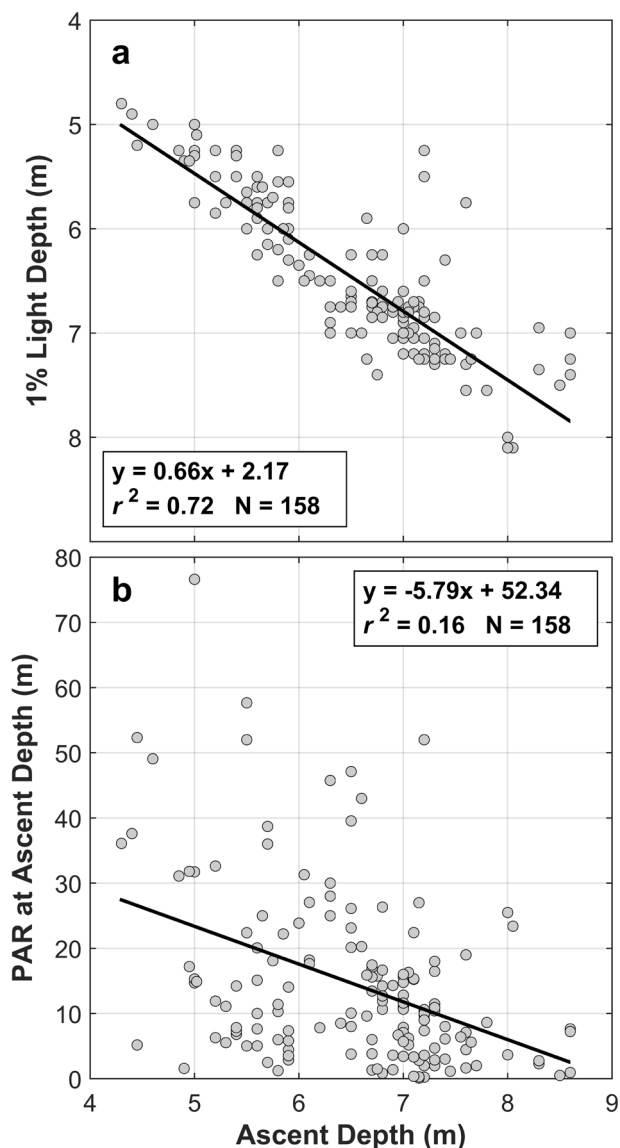 4
a
5
6
7
8
1% Light Depth (m)
y = 0.66x + 2.17
r 2 = 0.72 N = 158
80
b
y = -5.79x + 52.34
r 2 = 0.16 N = 158
70
60
50
40
30
20
10
0
PAR at Ascent Depth (m)
4 5 6 7 8 9
Ascent Depth (m)